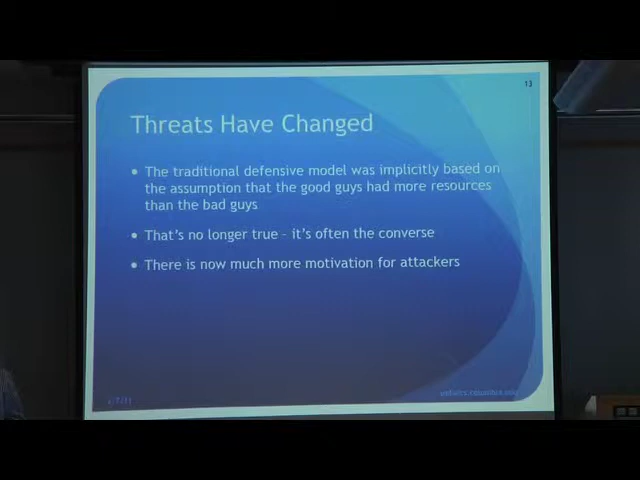 13
Threats Have Changed
• The traditional defensive model was implicitly based on
the assumption that the good guys had more resources
than the bad guys
• That's no longer true – it's often the converse
• There is now much more motivation for attackers